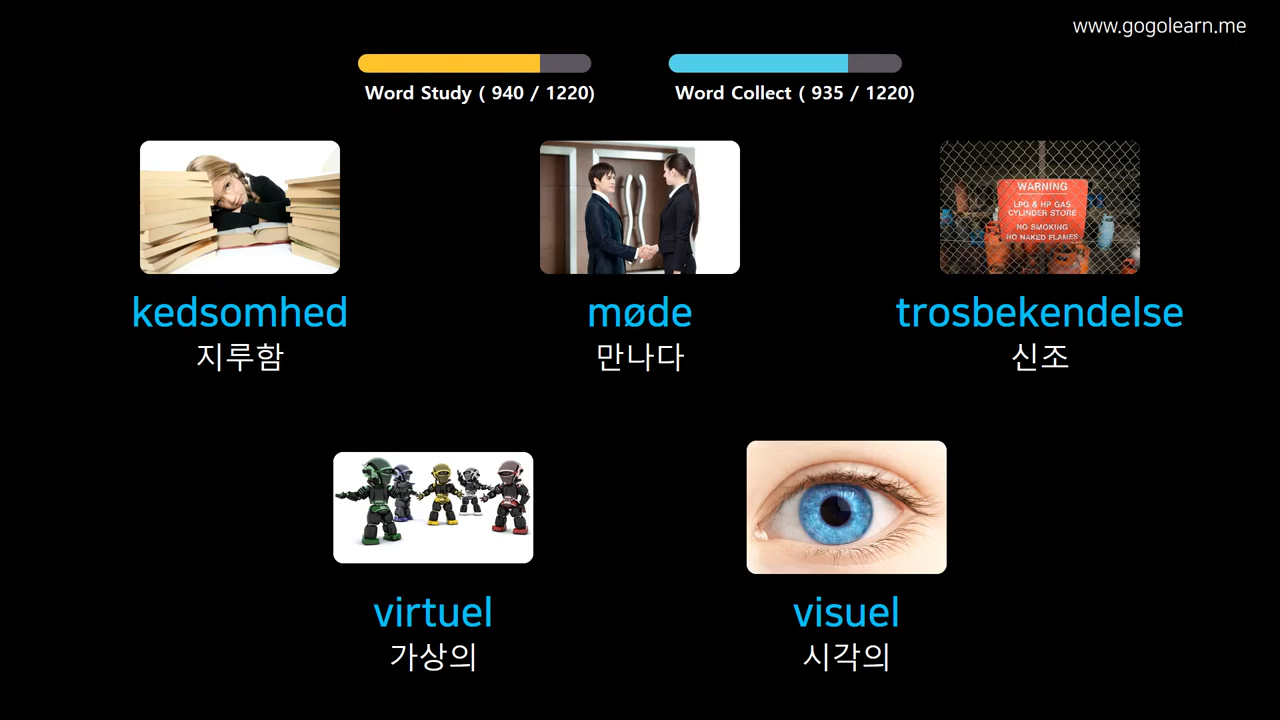 www.gogolearn.me
Word Study ( 940 / 1220)
Word Collect ( 935 / 1220)
WARNING
LPG & HP GAS
CYLINDER STORE
NO SMOKING
NO NAKED FLAMES
kedsomhed
møde
trosbekendelse
지루함
만나다
신조
virtuel
visuel
가상의
시각의